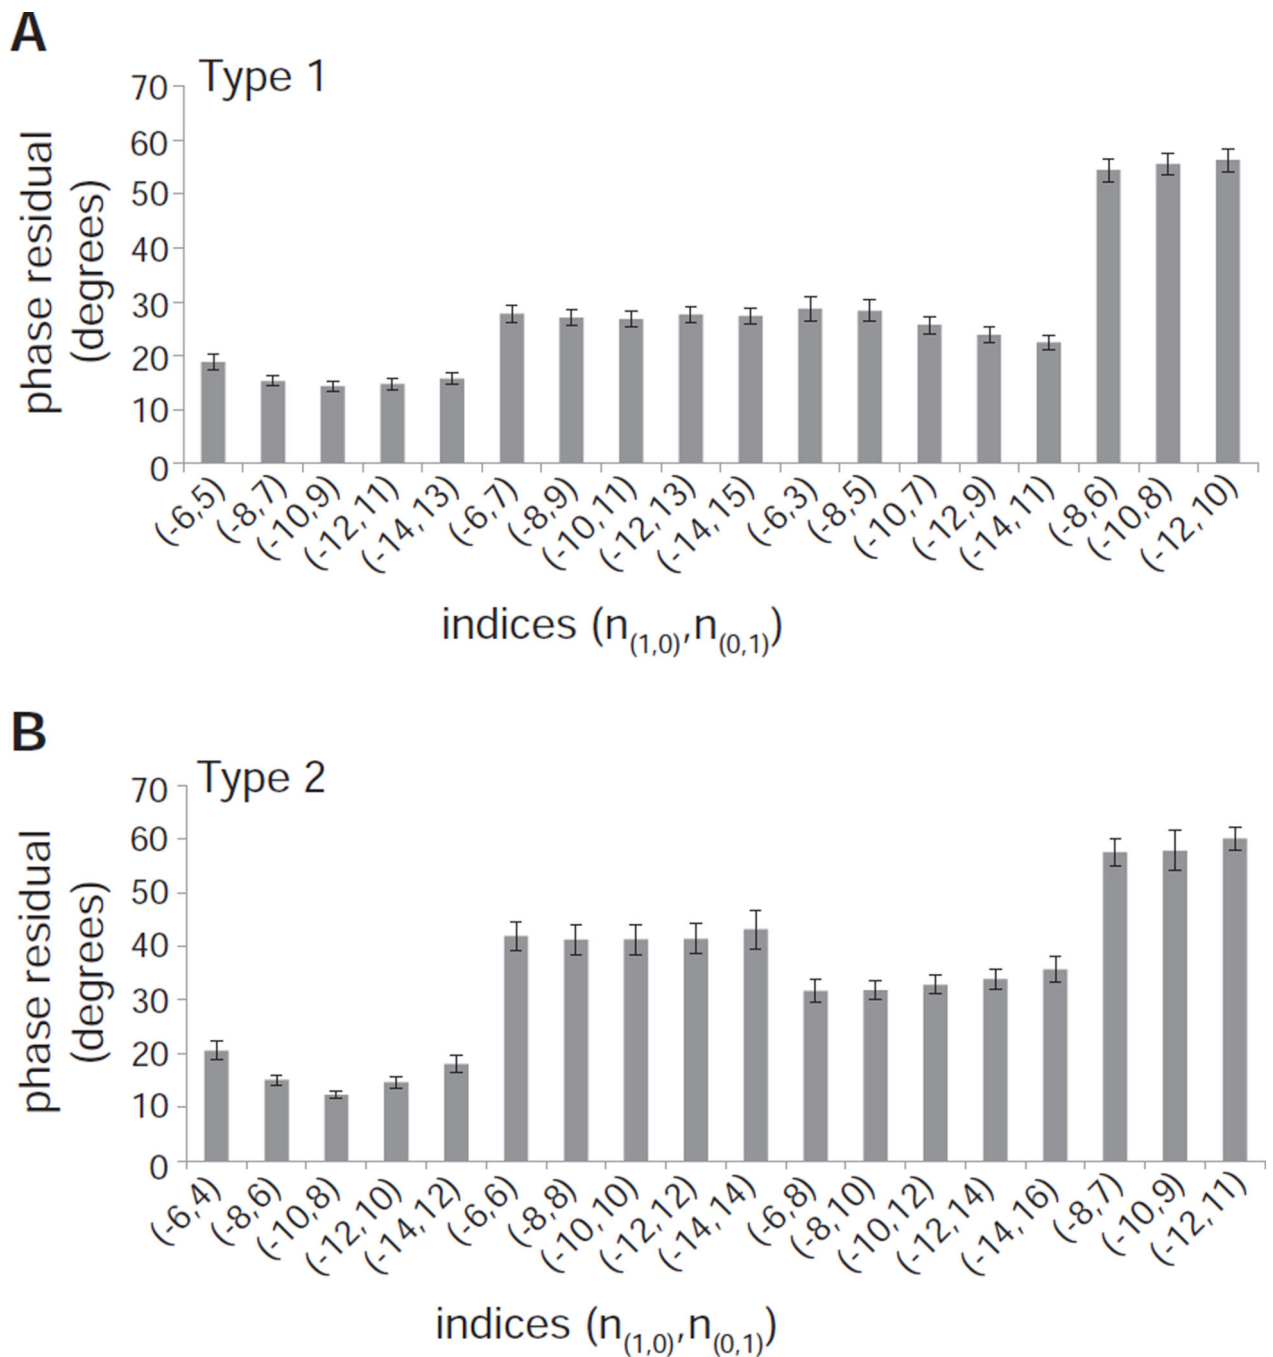 A
Type 1
phase residual
(degrees)
70
60
50
40
30
20
10
0
(-6,5) (-8,7) (-10,9) (-12,11) (-14,13) (-6,7) (-8,9) (-10,11) (-12,13) (-14,15) (-6,3) (-8,5) (-10,7) (-12,9) (-14,11) (-8,6) (-10,8) (-12,10)
indices (n(1,0),n(0,1))
B
Type 2
phase residual
(degrees)
70
60
50
40
30
20
10
0
(-6,4) (-8,6) (-10,8) (-12,10) (-14,12) (-6,6) (-8,8) (-10,10) (-12,12) (-14,14) (-6,8) (-8,10) (-10,12) (-12,14) (-14,16) (-8,7) (-10,9) (-12,11)
indices (n(1,0),n(0,1))